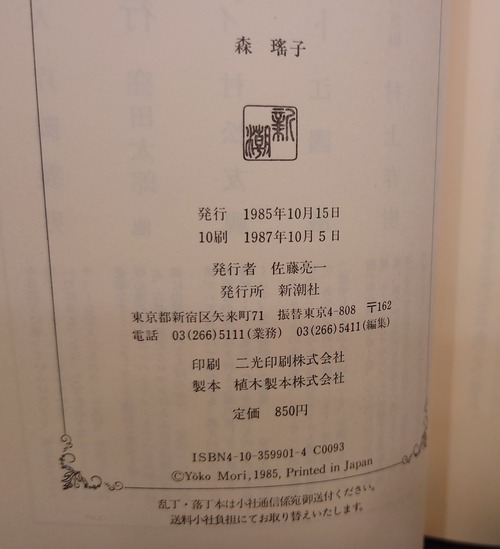 森 瑤子
新潮
発行 1985年10月15日
10刷 1987年10月5日
発行者 佐藤亮一
発行所 新潮社
東京都新宿区矢来町71 振替東京4-808 〒162
電話 03(266)5111(業務) 03(266)5411(編集)
印刷 二光印刷株式会社
製本 植木製本株式会社
定価 850円
ISBN4-10-359901-4 C0093
©Yōko Mori, 1985, Printed in Japan
乱丁・落丁本は小社通信係宛御送付ください。
送料小社負担にてお取り替えいたします。